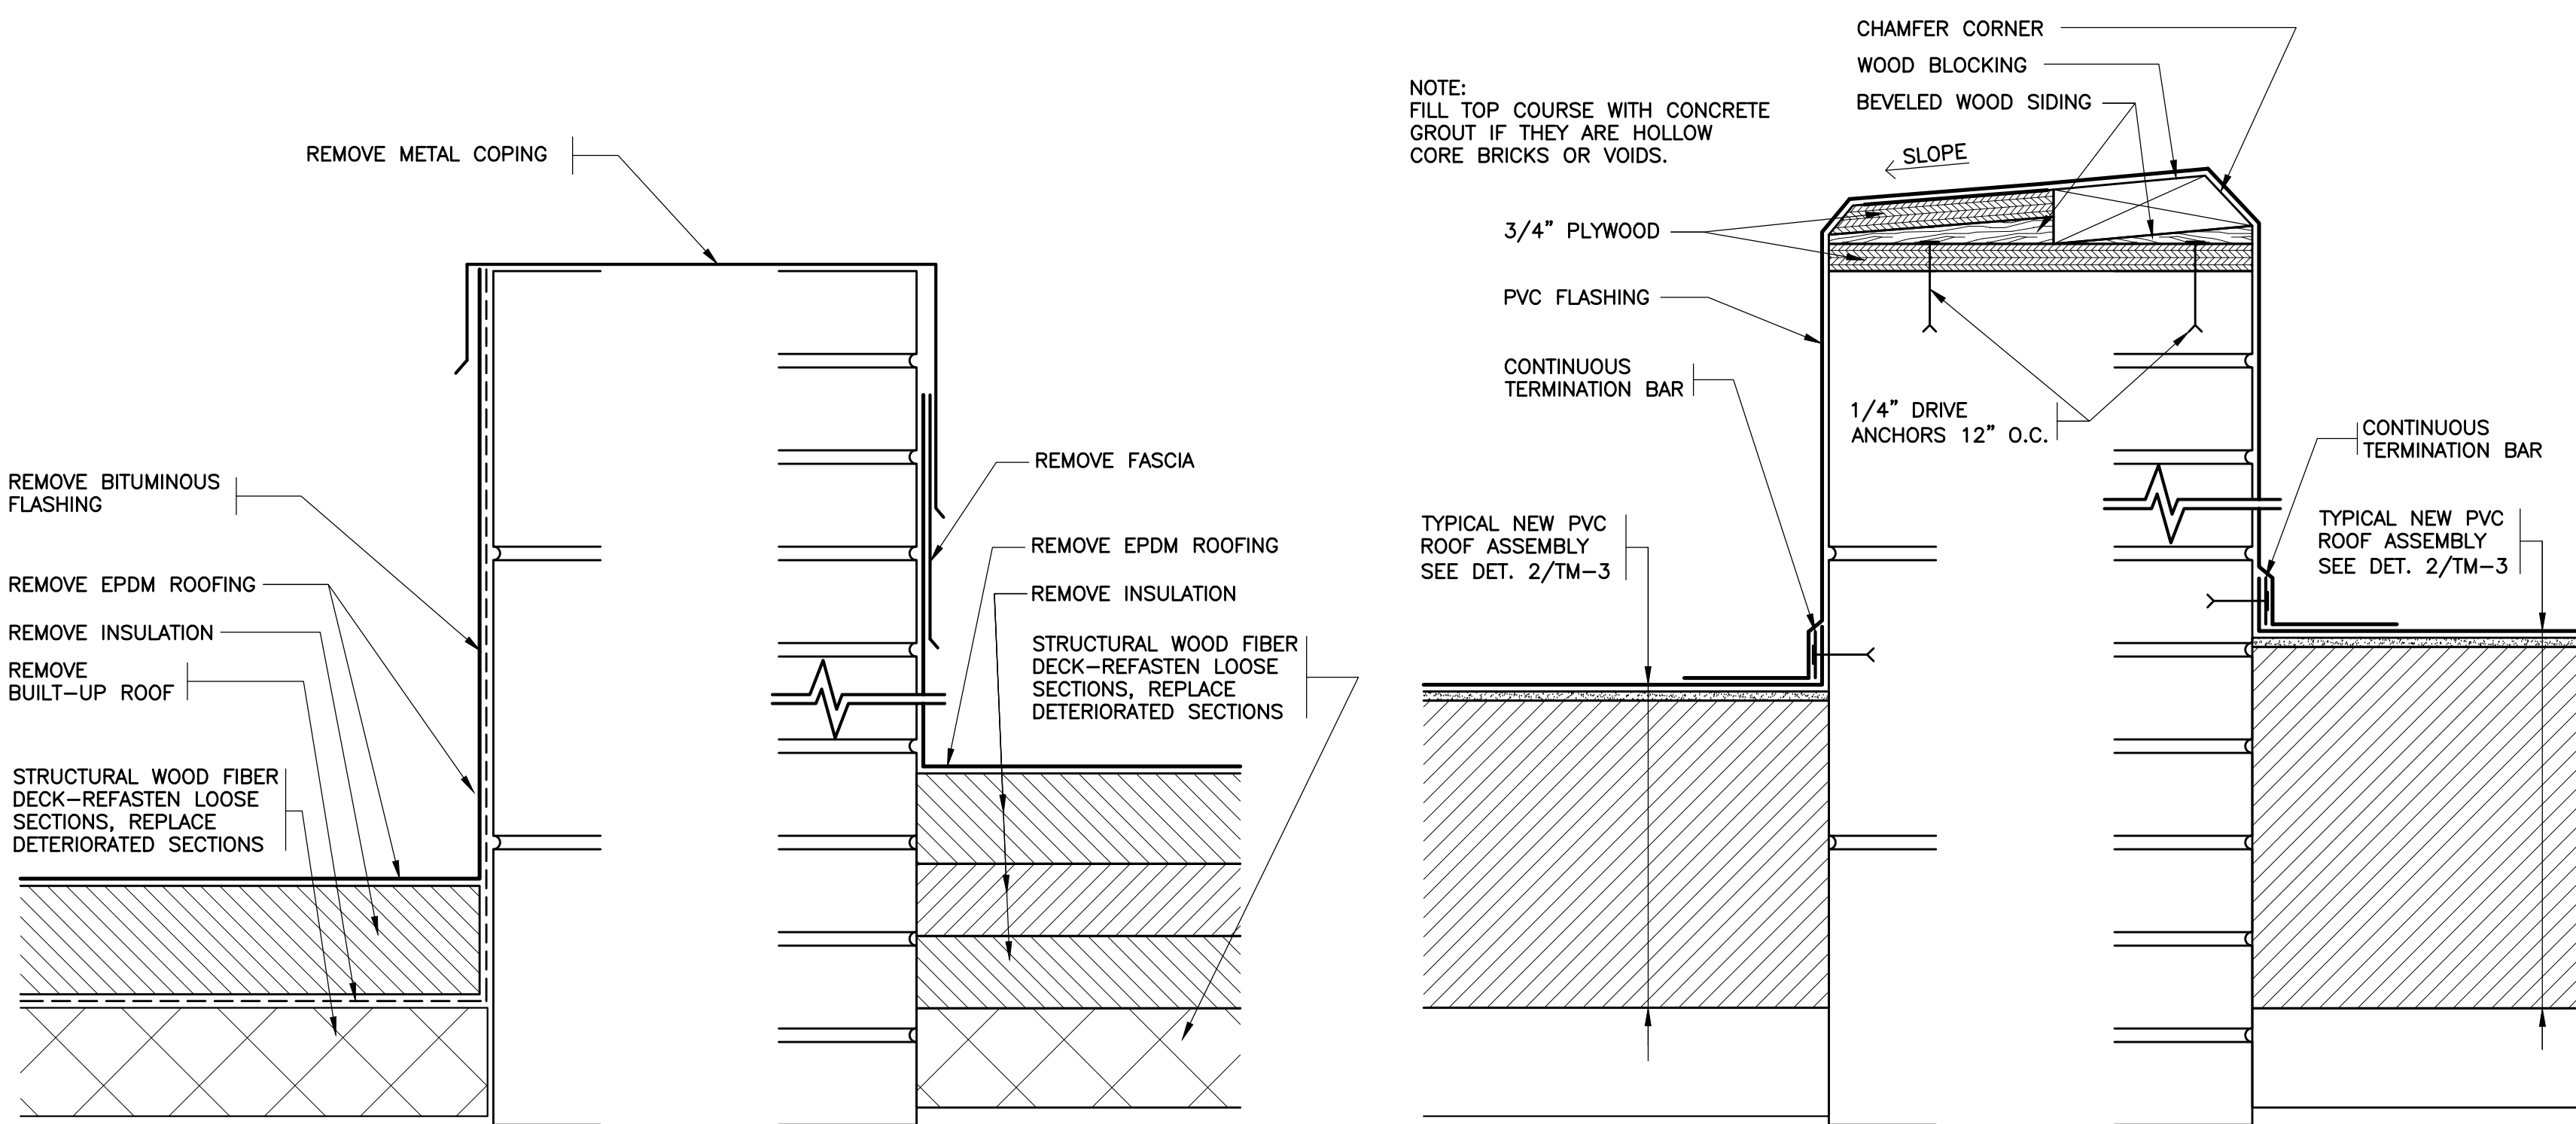 REMOVE METAL COPING
REMOVE BITUMINOUS
FLASHING
REMOVE EPDM ROOFING
REMOVE INSULATION
REMOVE
BUILT-UP ROOF
STRUCTURAL WOOD FIBER
DECK-REFASTEN LOOSE
SECTIONS, REPLACE
DETERIORATED SECTIONS
REMOVE FASCIA
REMOVE EPDM ROOFING
REMOVE INSULATION
STRUCTURAL WOOD FIBER
DECK-REFASTEN LOOSE
SECTIONS, REPLACE
DETERIORATED SECTIONS
NOTE:
FILL TOP COURSE WITH CONCRETE
GROUT IF THEY ARE HOLLOW
CORE BRICKS OR VOIDS.
CHAMFER CORNER
WOOD BLOCKING
BEVELED WOOD SIDING
SLOPE
3/4" PLYWOOD
PVC FLASHING
CONTINUOUS
TERMINATION BAR
1/4" DRIVE
ANCHORS 12" O.C.
TYPICAL NEW PVC
ROOF ASSEMBLY
SEE DET. 2/TM-3
CONTINUOUS
TERMINATION BAR
TYPICAL NEW PVC
ROOF ASSEMBLY
SEE DET. 2/TM-3